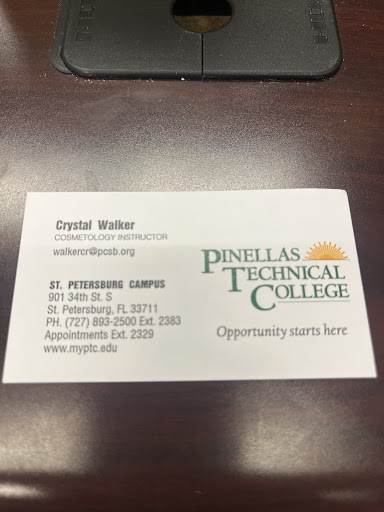 Crystal Walker
COSMETOLOGY INSTRUCTOR
walkercr@pcsb.org
ST. PETERSBURG CAMPUS
901 34th St. S
St. Petersburg, FL 33711
PH. (727) 893-2500 Ext. 2383
Appointments Ext. 2329
www.myptc.edu
PINELLAS
TECHNICAL
COLLEGE
Opportunity starts here